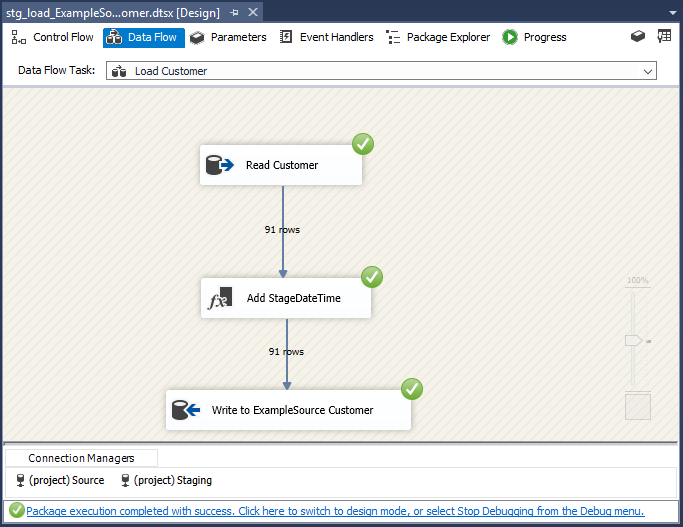 stg_load_ExampleSo...omer.dtsx [Design]
Control Flow Data Flow Parameters Event Handlers Package Explorer Progress
Data Flow Task: Load Customer
Read Customer
91 rows
Add StageDateTime
100%
91 rows
Write to ExampleSource Customer
Connection Managers
(project) Source (project) Staging
Package execution completed with success. Click here to switch to design mode, or select Stop Debugging from the Debug menu.